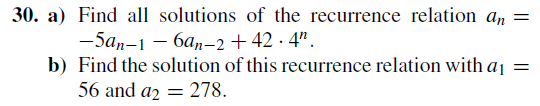 30. a) Find all solutions of the recurrence relation aₙ =
−5aₙ₋₁ − 6aₙ₋₂ + 42 · 4ⁿ.
b) Find the solution of this recurrence relation with a₁ =
56 and a₂ = 278.